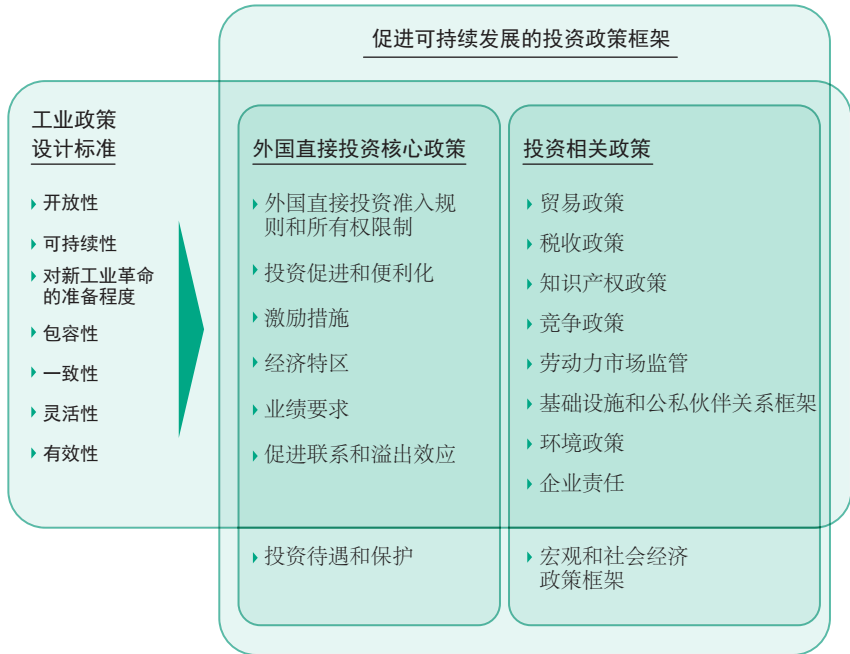 促进可持续发展的投资政策框架
工业政策
设计标准
开放性
可持续性
对新工业革命
的准备程度
包容性
一致性
灵活性
有效性
外国直接投资核心政策
外国直接投资准入规
则和所有权限制
投资促进和便利化
激励措施
经济特区
业绩要求
促进联系和溢出效应
投资待遇和保护
投资相关政策
贸易政策
税收政策
知识产权政策
竞争政策
劳动力市场监管
基础设施和公私伙伴关系框架
环境政策
企业责任
宏观和社会经济
政策框架